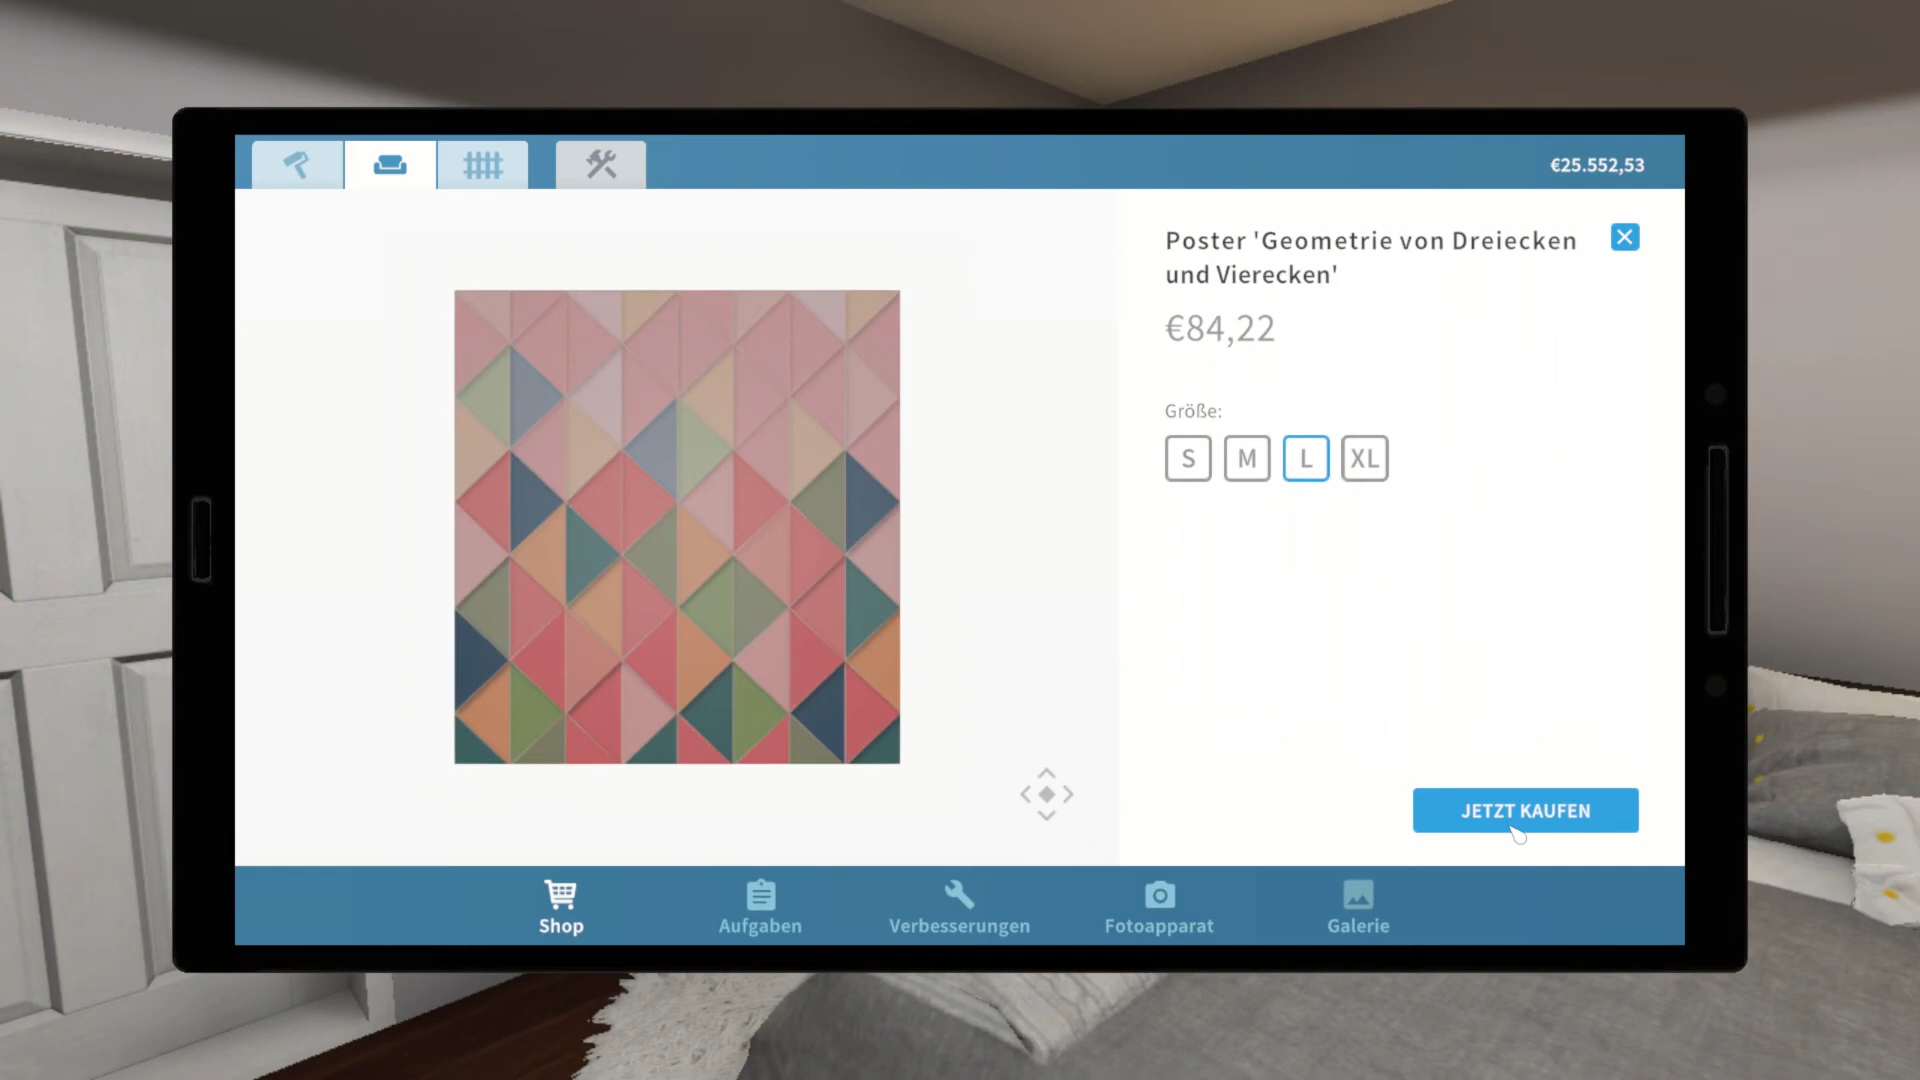 €25.552,53
Poster 'Geometrie von Dreiecken
und Vierecken'
€84,22
Größe:
S M L XL
JETZT KAUFEN
Shop Aufgaben Verbesserungen Fotoapparat Galerie